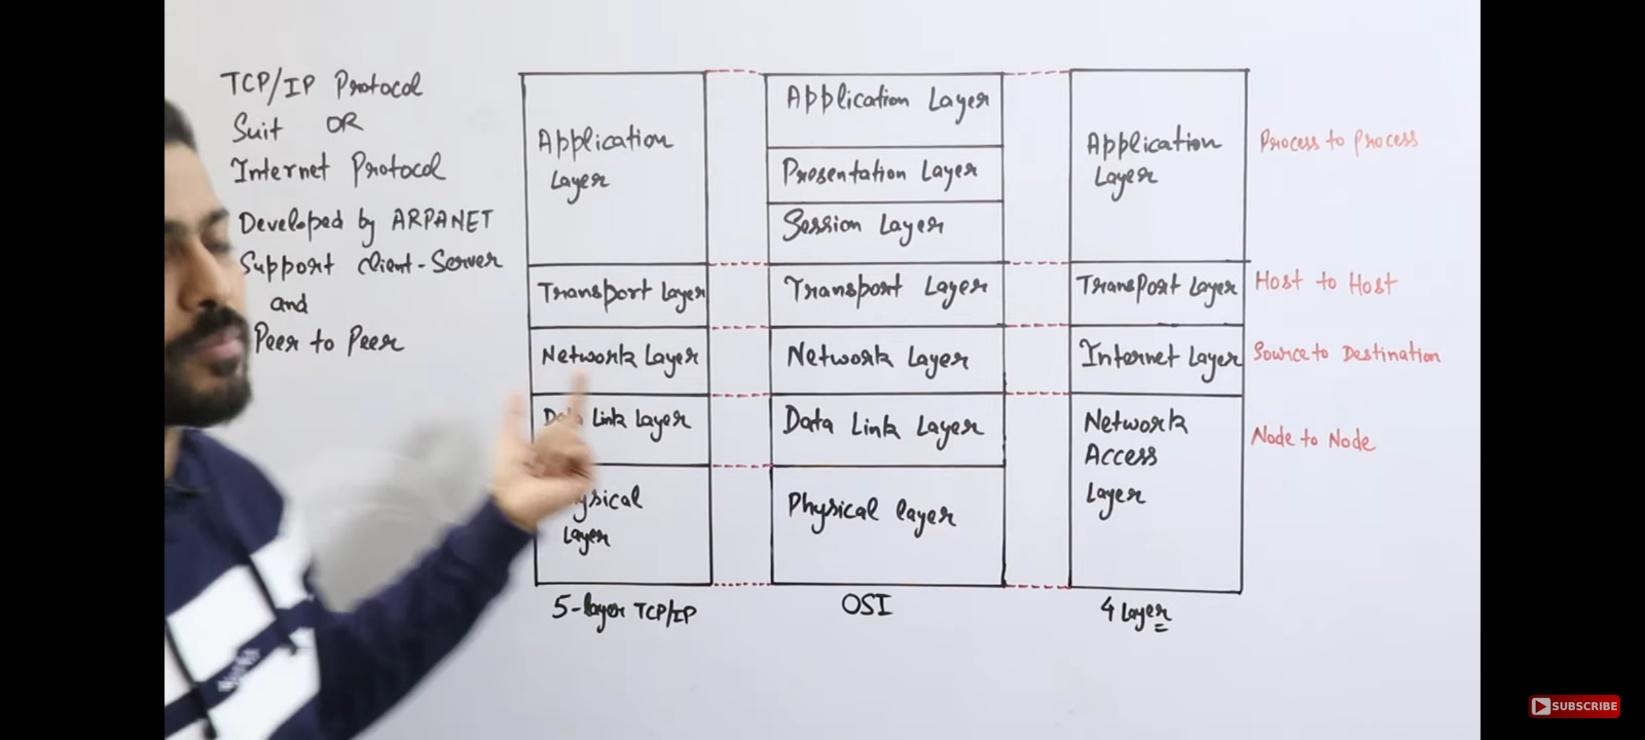 TCP/IP Protocol
Suit OR
Internet Protocol
Developed by ARPANET
Support client-Server
and
Peer to Peer
Application
Layer
Transport Layer
Network Layer
Data Link Layer
Layer
5-layer TCP/IP
Application Layer
Presentation Layer
Session Layer
Transport Layer
Network Layer
Data Link Layer
Physical layer
OSI
Application
Layer
Transport Layer
Internet Layer
Network
Access
Layer
4 Layer
Process to Process
Host to Host
Source to Destination
Node to Node
SUBSCRIBE